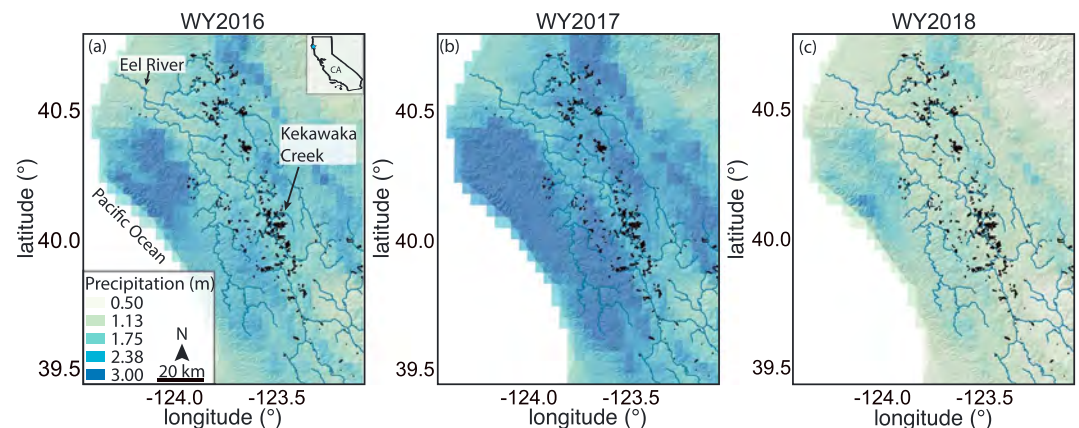 WY2016
WY2017
WY2018
(a)
Eel River
CA
Kekawaka
Creek
Pacific Ocean
Precipitation (m)
0.50
1.13
1.75
2.38
3.00
N
20 km
latitude (°)
40.5
40.0
39.5
-124.0
-123.5
longitude (°)
(b)
latitude (°)
40.5
40.0
39.5
-124.0
-123.5
longitude (°)
(c)
latitude (°)
40.5
40.0
39.5
-124.0
-123.5
longitude (°)